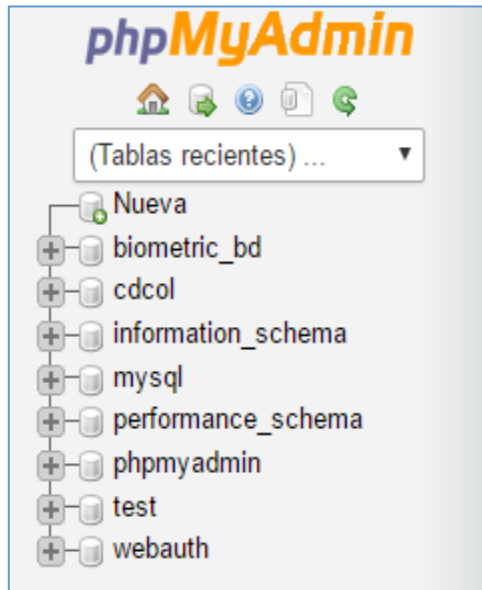 phpMyAdmin
(Tablas recientes) ...
Nueva
biometric_bd
cdcol
information_schema
mysql
performance_schema
phpmyadmin
test
webauth